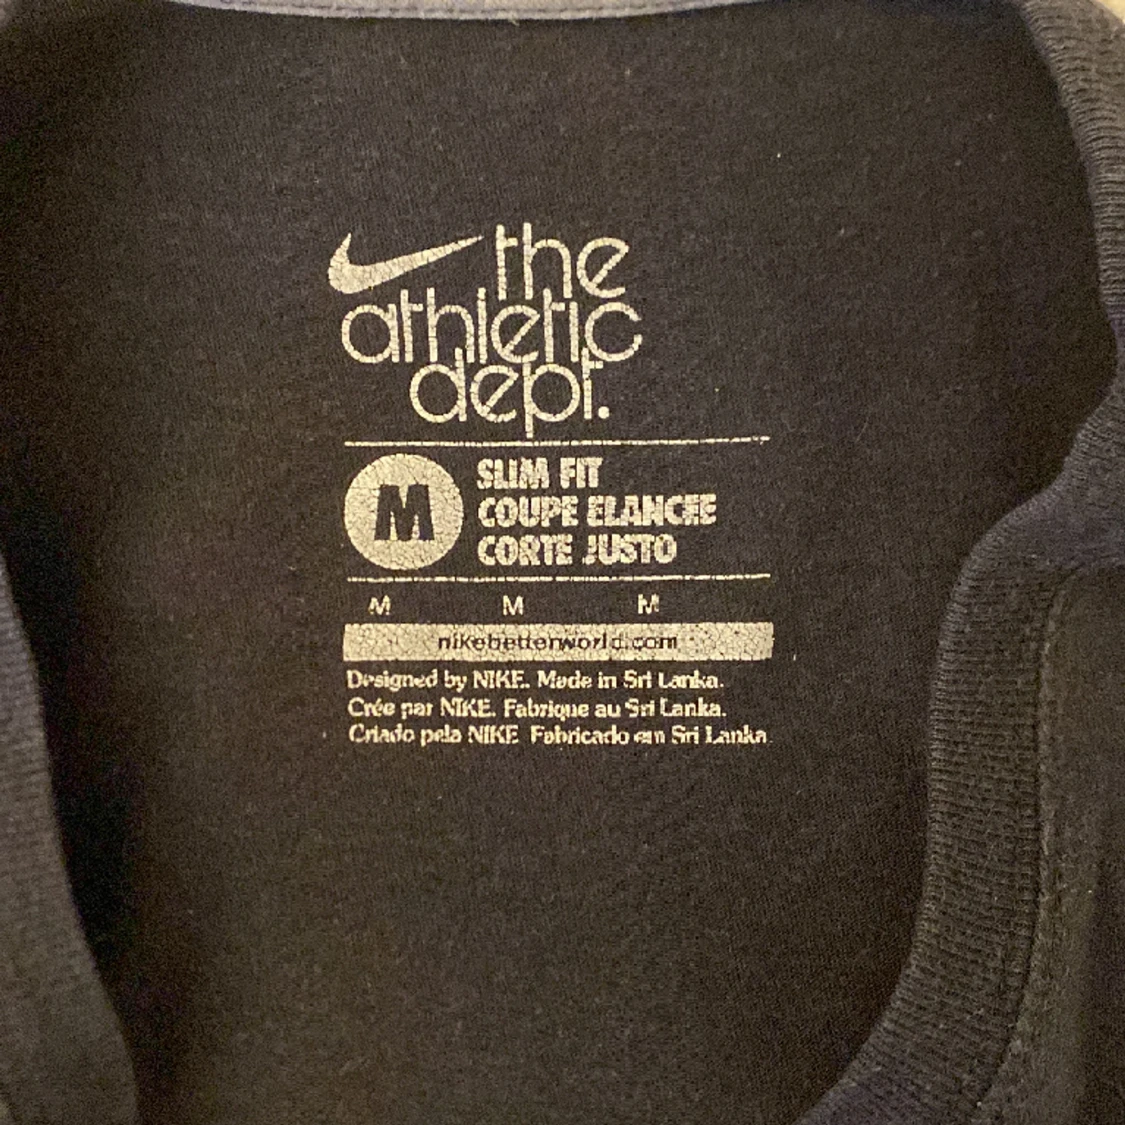 the
athletic
dept.
M
SLIM FIT
COUPE ELANCEE
CORTE JUSTO
M M M
nikebetterworld.com
Designed by NIKE. Made in Sri Lanka.
Crée par NIKE. Fabrique au Sri Lanka.
Criado pela NIKE Fabricado em Sri Lanka.